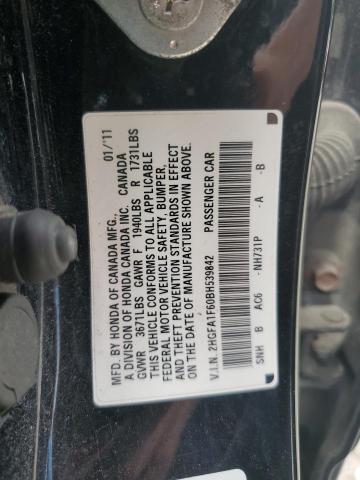 MFD. BY HONDA OF CANADA MFG., 01/'11
A DIVISION OF HONDA CANADA INC. CANADA
GVWR 3671LBS GAWR F 1940LBS R 1731LBS
THIS VEHICLE CONFORMS TO ALL APPLICABLE
FEDERAL MOTOR VEHICLE SAFETY, BUMPER,
AND THEFT PREVENTION STANDARDS IN EFFECT
ON THE DATE OF MANUFACTURE SHOWN ABOVE.
V.I.N. 2HGFA1F60BH539842 PASSENGER CAR
SNH B AC6 -NH731P -A -B